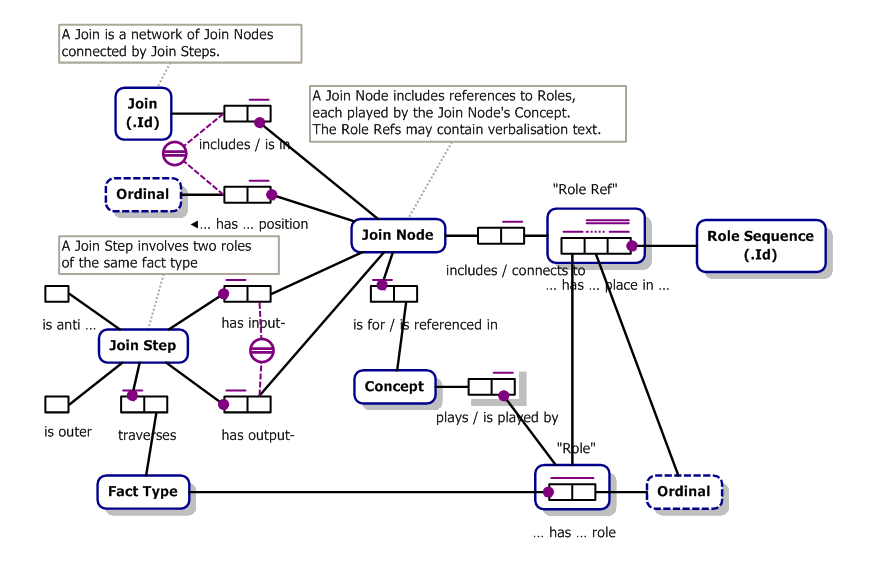 A Join is a network of Join Nodes
connected by Join Steps.
Join
(.Id)
A Join Node includes references to Roles,
each played by the Join Node's Concept.
The Role Refs may contain verbalisation text.
includes / is in
Ordinal
"Role Ref"
◄... has ... position
Join Node
Role Sequence
(.Id)
A Join Step involves two roles
of the same fact type
includes / connects to
... has ... place in ...
is anti ...
has input-
is for / is referenced in
Join Step
Concept
plays / is played by
is outer
traverses
has output-
"Role"
Fact Type
Ordinal
... has ... role